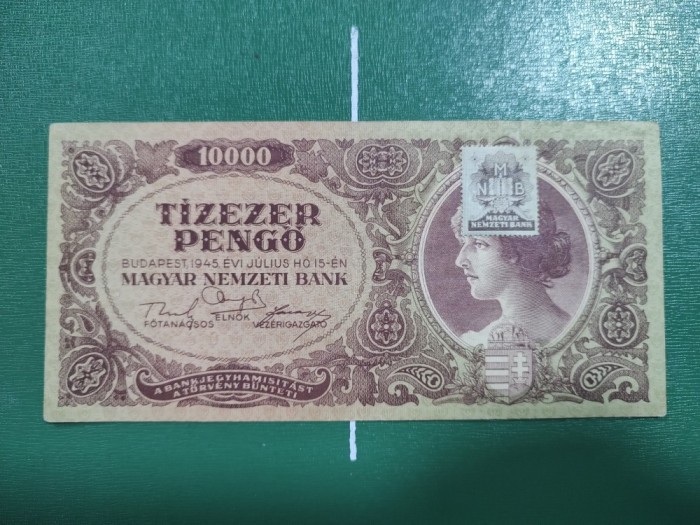 10000
TÍZEZER
PENGŐ
BUDAPEST, 1945. ÉVI JÚLIUS HÓ 15-ÉN
MAGYAR NEMZETI BANK
FŐTANÁCSOS
ELNÖK
VEZÉRIGAZGATÓ
A BANKJEGYHAMISÍTÁST
A TÖRVÉNY BÜNTETI
M
N B
MAGYAR
NEMZETI BANK